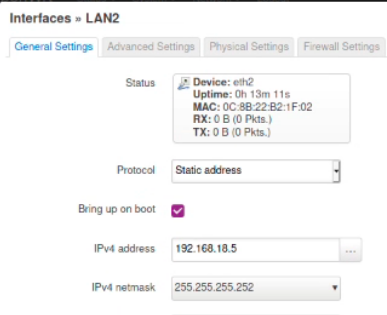 Interfaces » LAN2
General Settings Advanced Settings Physical Settings Firewall Settings
Status
Device: eth2
Uptime: 0h 13m 11s
MAC: 0C:8B:22:B2:1F:02
RX: 0 B (0 Pkts.)
TX: 0 B (0 Pkts.)
Protocol Static address
Bring up on boot
IPv4 address 192.168.18.5 ...
IPv4 netmask 255.255.255.252